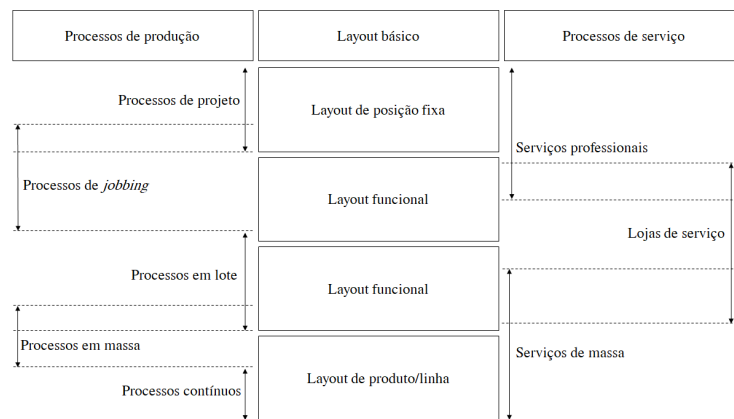 Processos de produção
Layout básico
Processos de serviço
Processos de projeto
Layout de posição fixa
Serviços professionais
Processos de jobbing
Layout funcional
Lojas de serviço
Processos em lote
Layout funcional
Processos em massa
Serviços de massa
Layout de produto/linha
Processos contínuos